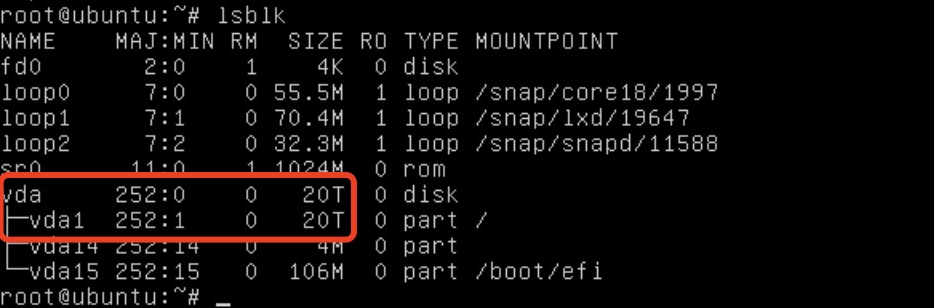 root@ubuntu:~# lsblk
NAME MAJ:MIN RM SIZE RO TYPE MOUNTPOINT
fd0 2:0 1 4K 0 disk
loop0 7:0 0 55.5M 1 loop /snap/core18/1997
loop1 7:1 0 70.4M 1 loop /snap/lxd/19647
loop2 7:2 0 32.3M 1 loop /snap/snapd/11588
sr0 11:0 1 1024M 0 rom
vda 252:0 0 20T 0 disk
├─vda1 252:1 0 20T 0 part /
├─vda14 252:14 0 4M 0 part
└─vda15 252:15 0 106M 0 part /boot/efi
root@ubuntu:~# _